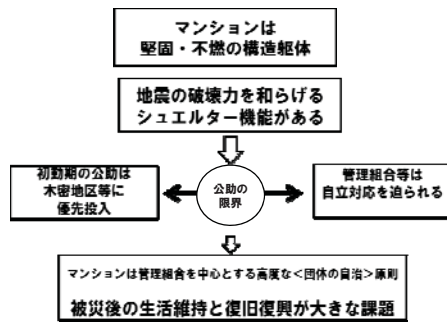 マンションは
堅固・不燃の構造躯体
地震の破壊力を和らげる
シュエルター機能がある
初動期の公助は
木密地区等に
優先投入
公助の
限界
管理組合等は
自立対応を迫られる
マンションは管理組合を中心とする高度な<団体の自治>原則
被災後の生活維持と復旧復興が大きな課題